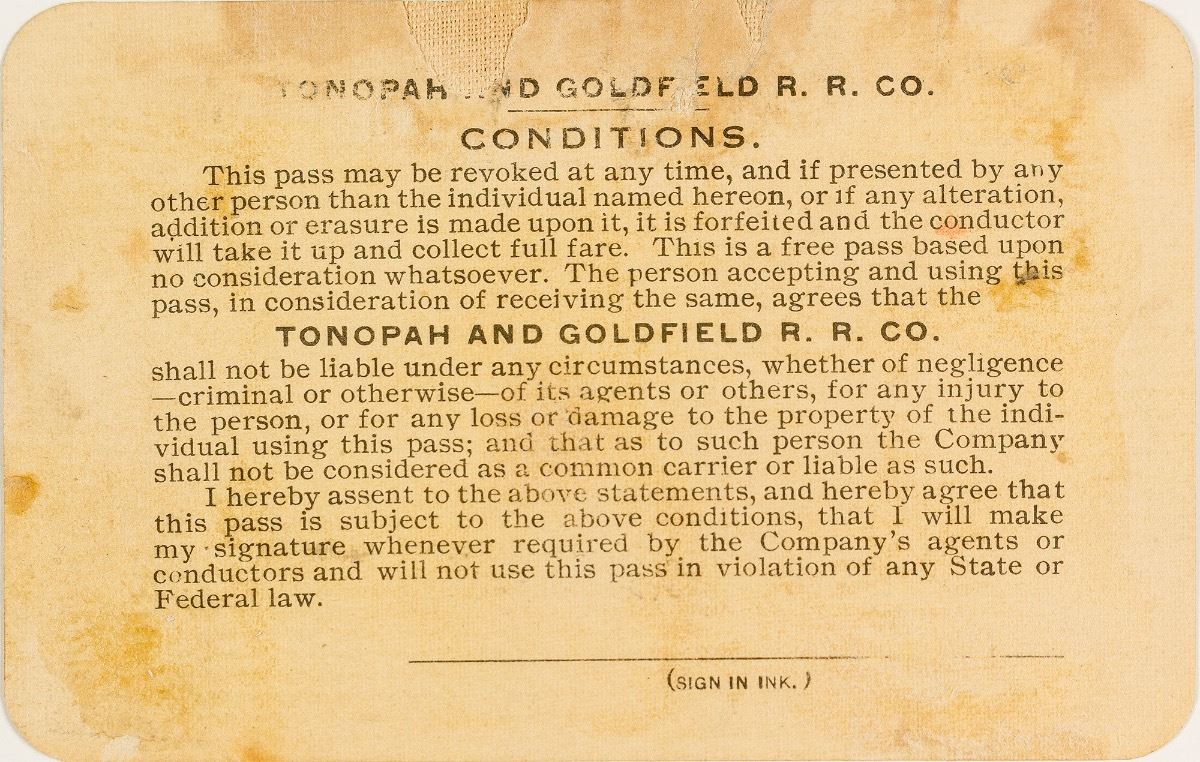 TONOPAH AND GOLDFIELD R. R. CO.
CONDITIONS.
This pass may be revoked at any time, and if presented by any
other person than the individual named hereon, or if any alteration,
addition or erasure is made upon it, it is forfeited and the conductor
will take it up and collect full fare. This is a free pass based upon
no consideration whatsoever. The person accepting and using this
pass, in consideration of receiving the same, agrees that the
TONOPAH AND GOLDFIELD R. R. CO.
shall not be liable under any circumstances, whether of negligence
—criminal or otherwise—of its agents or others, for any injury to
the person, or for any loss or damage to the property of the indi-
vidual using this pass; and that as to such person the Company
shall not be considered as a common carrier or liable as such.
I hereby assent to the above statements, and hereby agree that
this pass is subject to the above conditions, that I will make
my signature whenever required by the Company's agents or
conductors and will not use this pass in violation of any State or
Federal law.
(SIGN IN INK.)